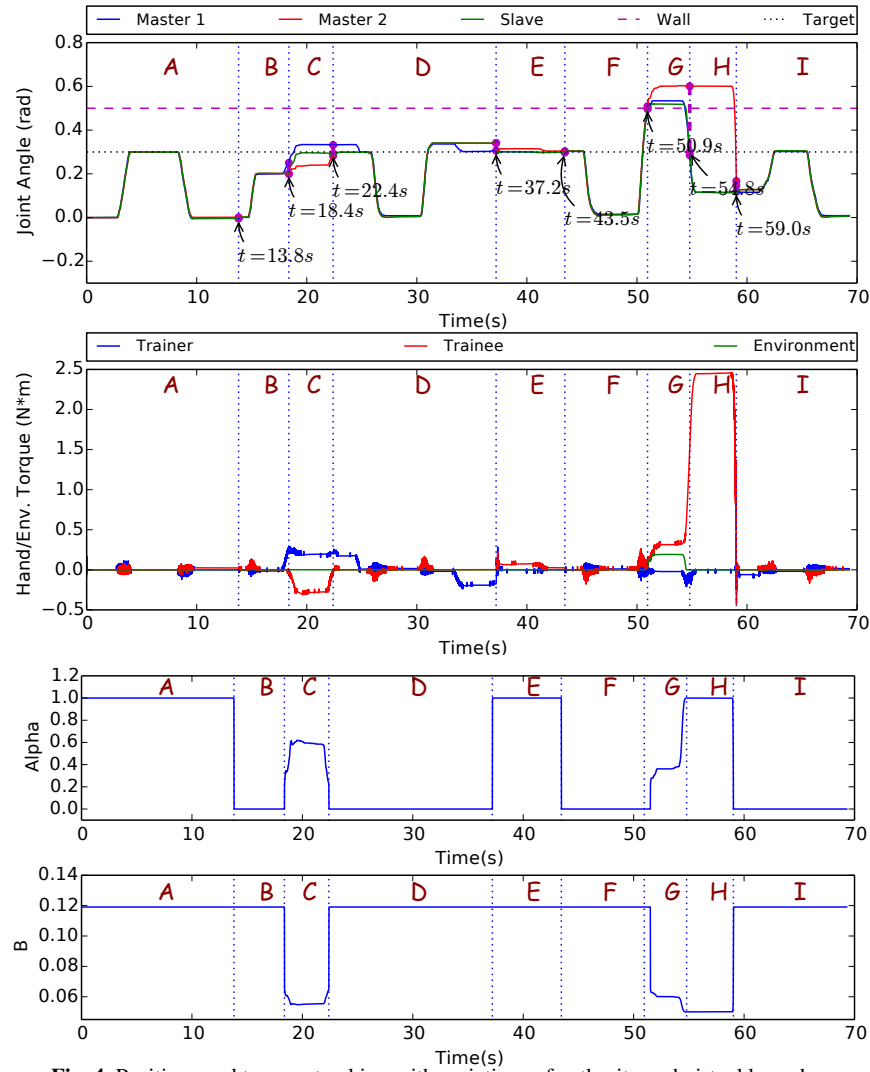 Master 1 Master 2 Slave Wall Target
0.8
0.6
0.4
0.2
0.0
−0.2
Joint Angle (rad)
A B C D E F G H I
t=13.8s
t=18.4s
t=22.4s
t=37.2s
t=43.5s
t=50.9s
t=54.8s
t=59.0s
0 10 20 30 40 50 60 70
Time(s)
Trainer Trainee Environment
2.5
2.0
1.5
1.0
0.5
0.0
−0.5
Hand/Env. Torque (N*m)
A B C D E F G H I
0 10 20 30 40 50 60 70
Time(s)
1.2
1.0
0.8
0.6
0.4
0.2
0.0
Alpha
A B C D E F G H I
0 10 20 30 40 50 60 70
Time(s)
0.14
0.12
0.10
0.08
0.06
B
A B C D E F G H I
0 10 20 30 40 50 60 70
Time(s)